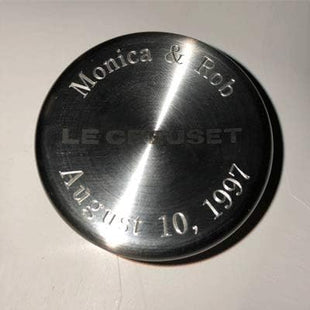 Monica & Rob
LE CREUSET
August 10, 1997